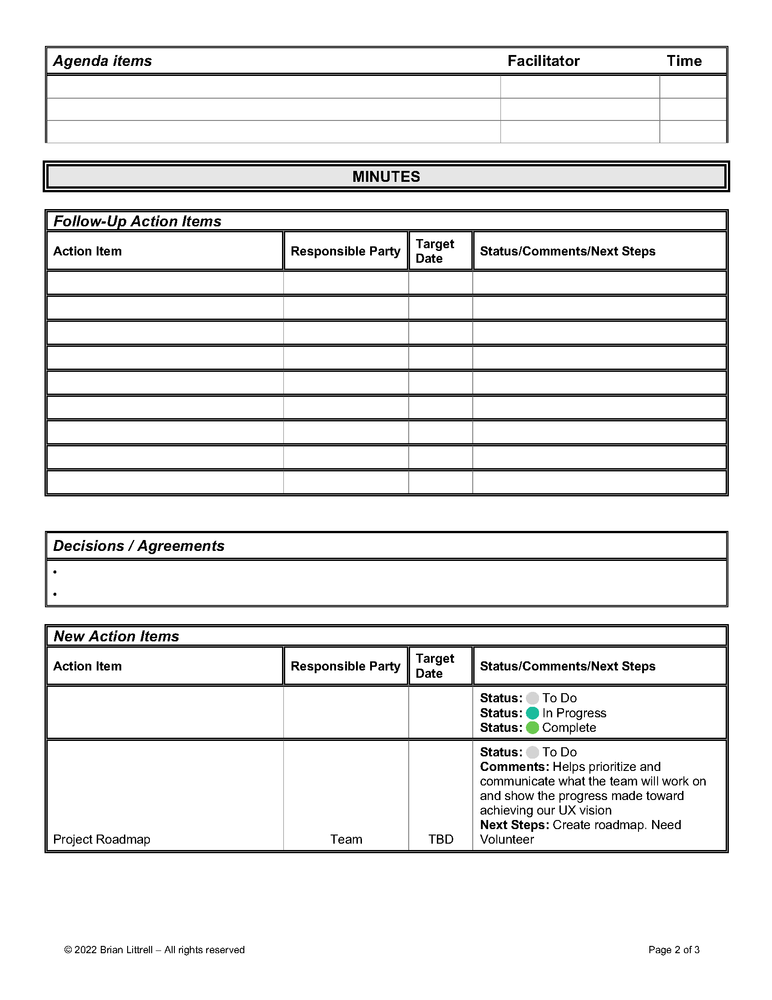 Agenda items Facilitator Time
MINUTES
Follow-Up Action Items
Action Item Responsible Party Target Date Status/Comments/Next Steps
Decisions / Agreements
•
•
New Action Items
Action Item Responsible Party Target Date Status/Comments/Next Steps
Status: To Do
Status: In Progress
Status: Complete
Project Roadmap Team TBD
Status: To Do
Comments: Helps prioritize and
communicate what the team will work on
and show the progress made toward
achieving our UX vision
Next Steps: Create roadmap. Need
Volunteer
© 2022 Brian Littrell – All rights reserved Page 2 of 3